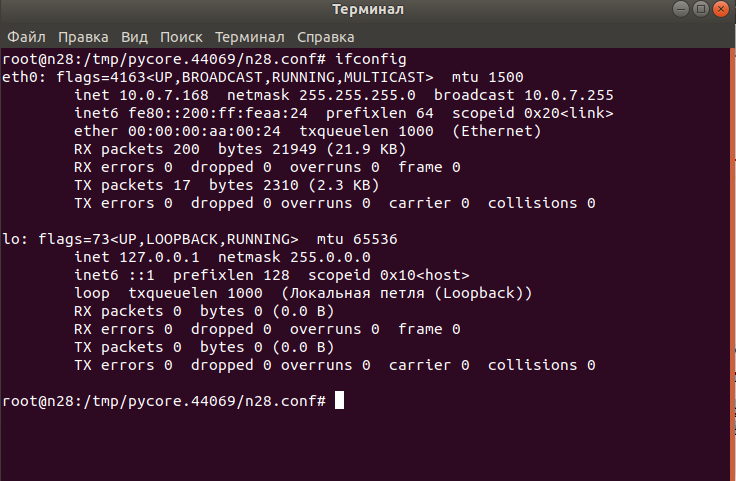 Терминал
Файл Правка Вид Поиск Терминал Справка
root@n28:/tmp/pycore.44069/n28.conf# ifconfig
eth0: flags=4163<UP,BROADCAST,RUNNING,MULTICAST>  mtu 1500
        inet 10.0.7.168  netmask 255.255.255.0  broadcast 10.0.7.255
        inet6 fe80::200:ff:feaa:24  prefixlen 64  scopeid 0x20<link>
        ether 00:00:00:aa:00:24  txqueuelen 1000  (Ethernet)
        RX packets 200  bytes 21949 (21.9 KB)
        RX errors 0  dropped 0  overruns 0  frame 0
        TX packets 17  bytes 2310 (2.3 KB)
        TX errors 0  dropped 0 overruns 0  carrier 0  collisions 0

lo: flags=73<UP,LOOPBACK,RUNNING>  mtu 65536
        inet 127.0.0.1  netmask 255.0.0.0
        inet6 ::1  prefixlen 128  scopeid 0x10<host>
        loop  txqueuelen 1000  (Локальная петля (Loopback))
        RX packets 0  bytes 0 (0.0 B)
        RX errors 0  dropped 0  overruns 0  frame 0
        TX packets 0  bytes 0 (0.0 B)
        TX errors 0  dropped 0 overruns 0  carrier 0  collisions 0

root@n28:/tmp/pycore.44069/n28.conf#